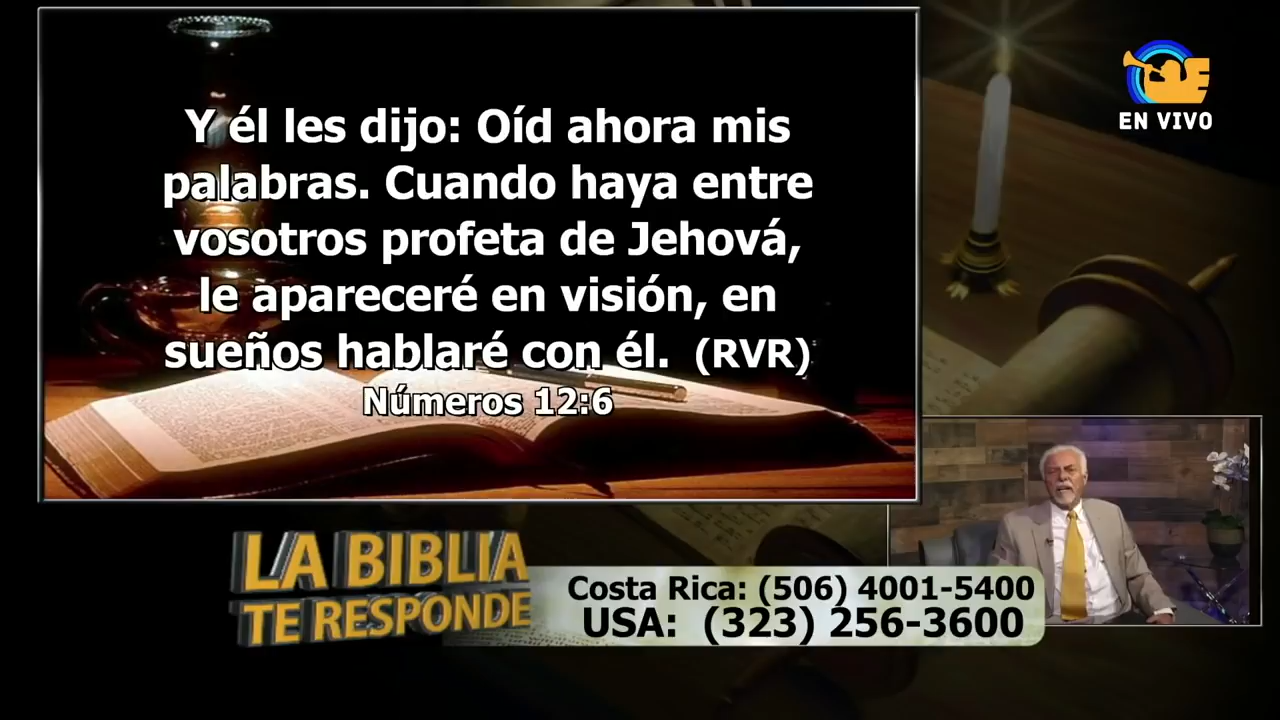 Y él les dijo: Oíd ahora mis
palabras. Cuando haya entre
vosotros profeta de Jehová,
le apareceré en visión, en
sueños hablaré con él. (RVR)
Números 12:6
EN VIVO
LA BIBLIA
TE RESPONDE
Costa Rica: (506) 4001-5400
USA: (323) 256-3600